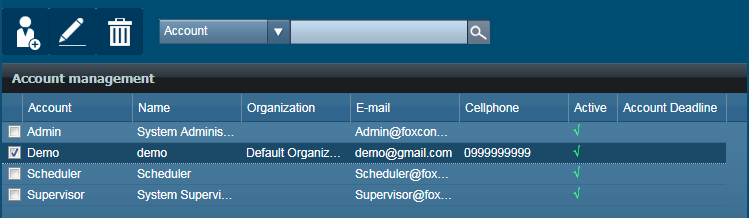 Account
Account management
Account Name Organization E-mail Cellphone Active Account Deadline
Admin System Adminis... Admin@foxcon... √
Demo demo Default Organiz... demo@gmail.com 0999999999 √
Scheduler Scheduler Scheduler@fox... √
Supervisor System Supervi... Supervisor@fox... √